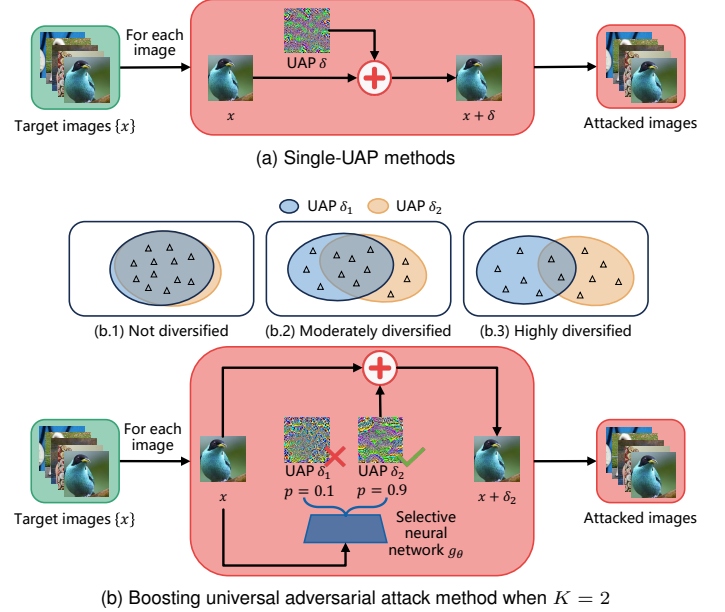 For each
image
UAP δ
Target images {x}
x
x + δ
Attacked images
(a) Single-UAP methods
UAP δ₁
UAP δ₂
(b.1) Not diversified
(b.2) Moderately diversified
(b.3) Highly diversified
For each
image
UAP δ₁
UAP δ₂
p = 0.1
p = 0.9
Target images {x}
x
x + δ₂
Attacked images
Selective
neural
network gθ
(b) Boosting universal adversarial attack method when K = 2